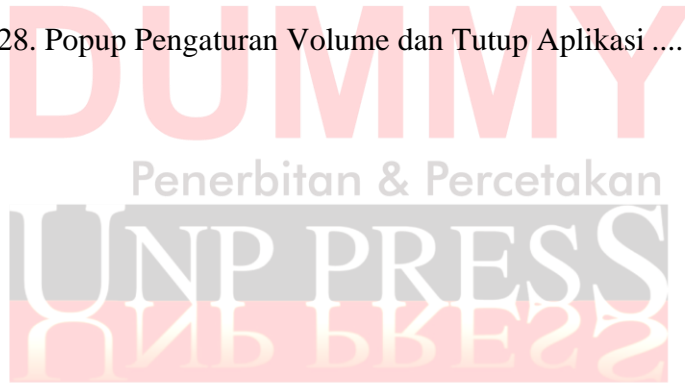 28. Popup Pengaturan Volume dan Tutup Aplikasi ....
DUMMY
Penerbitan & Percetakan
UNP PRESS